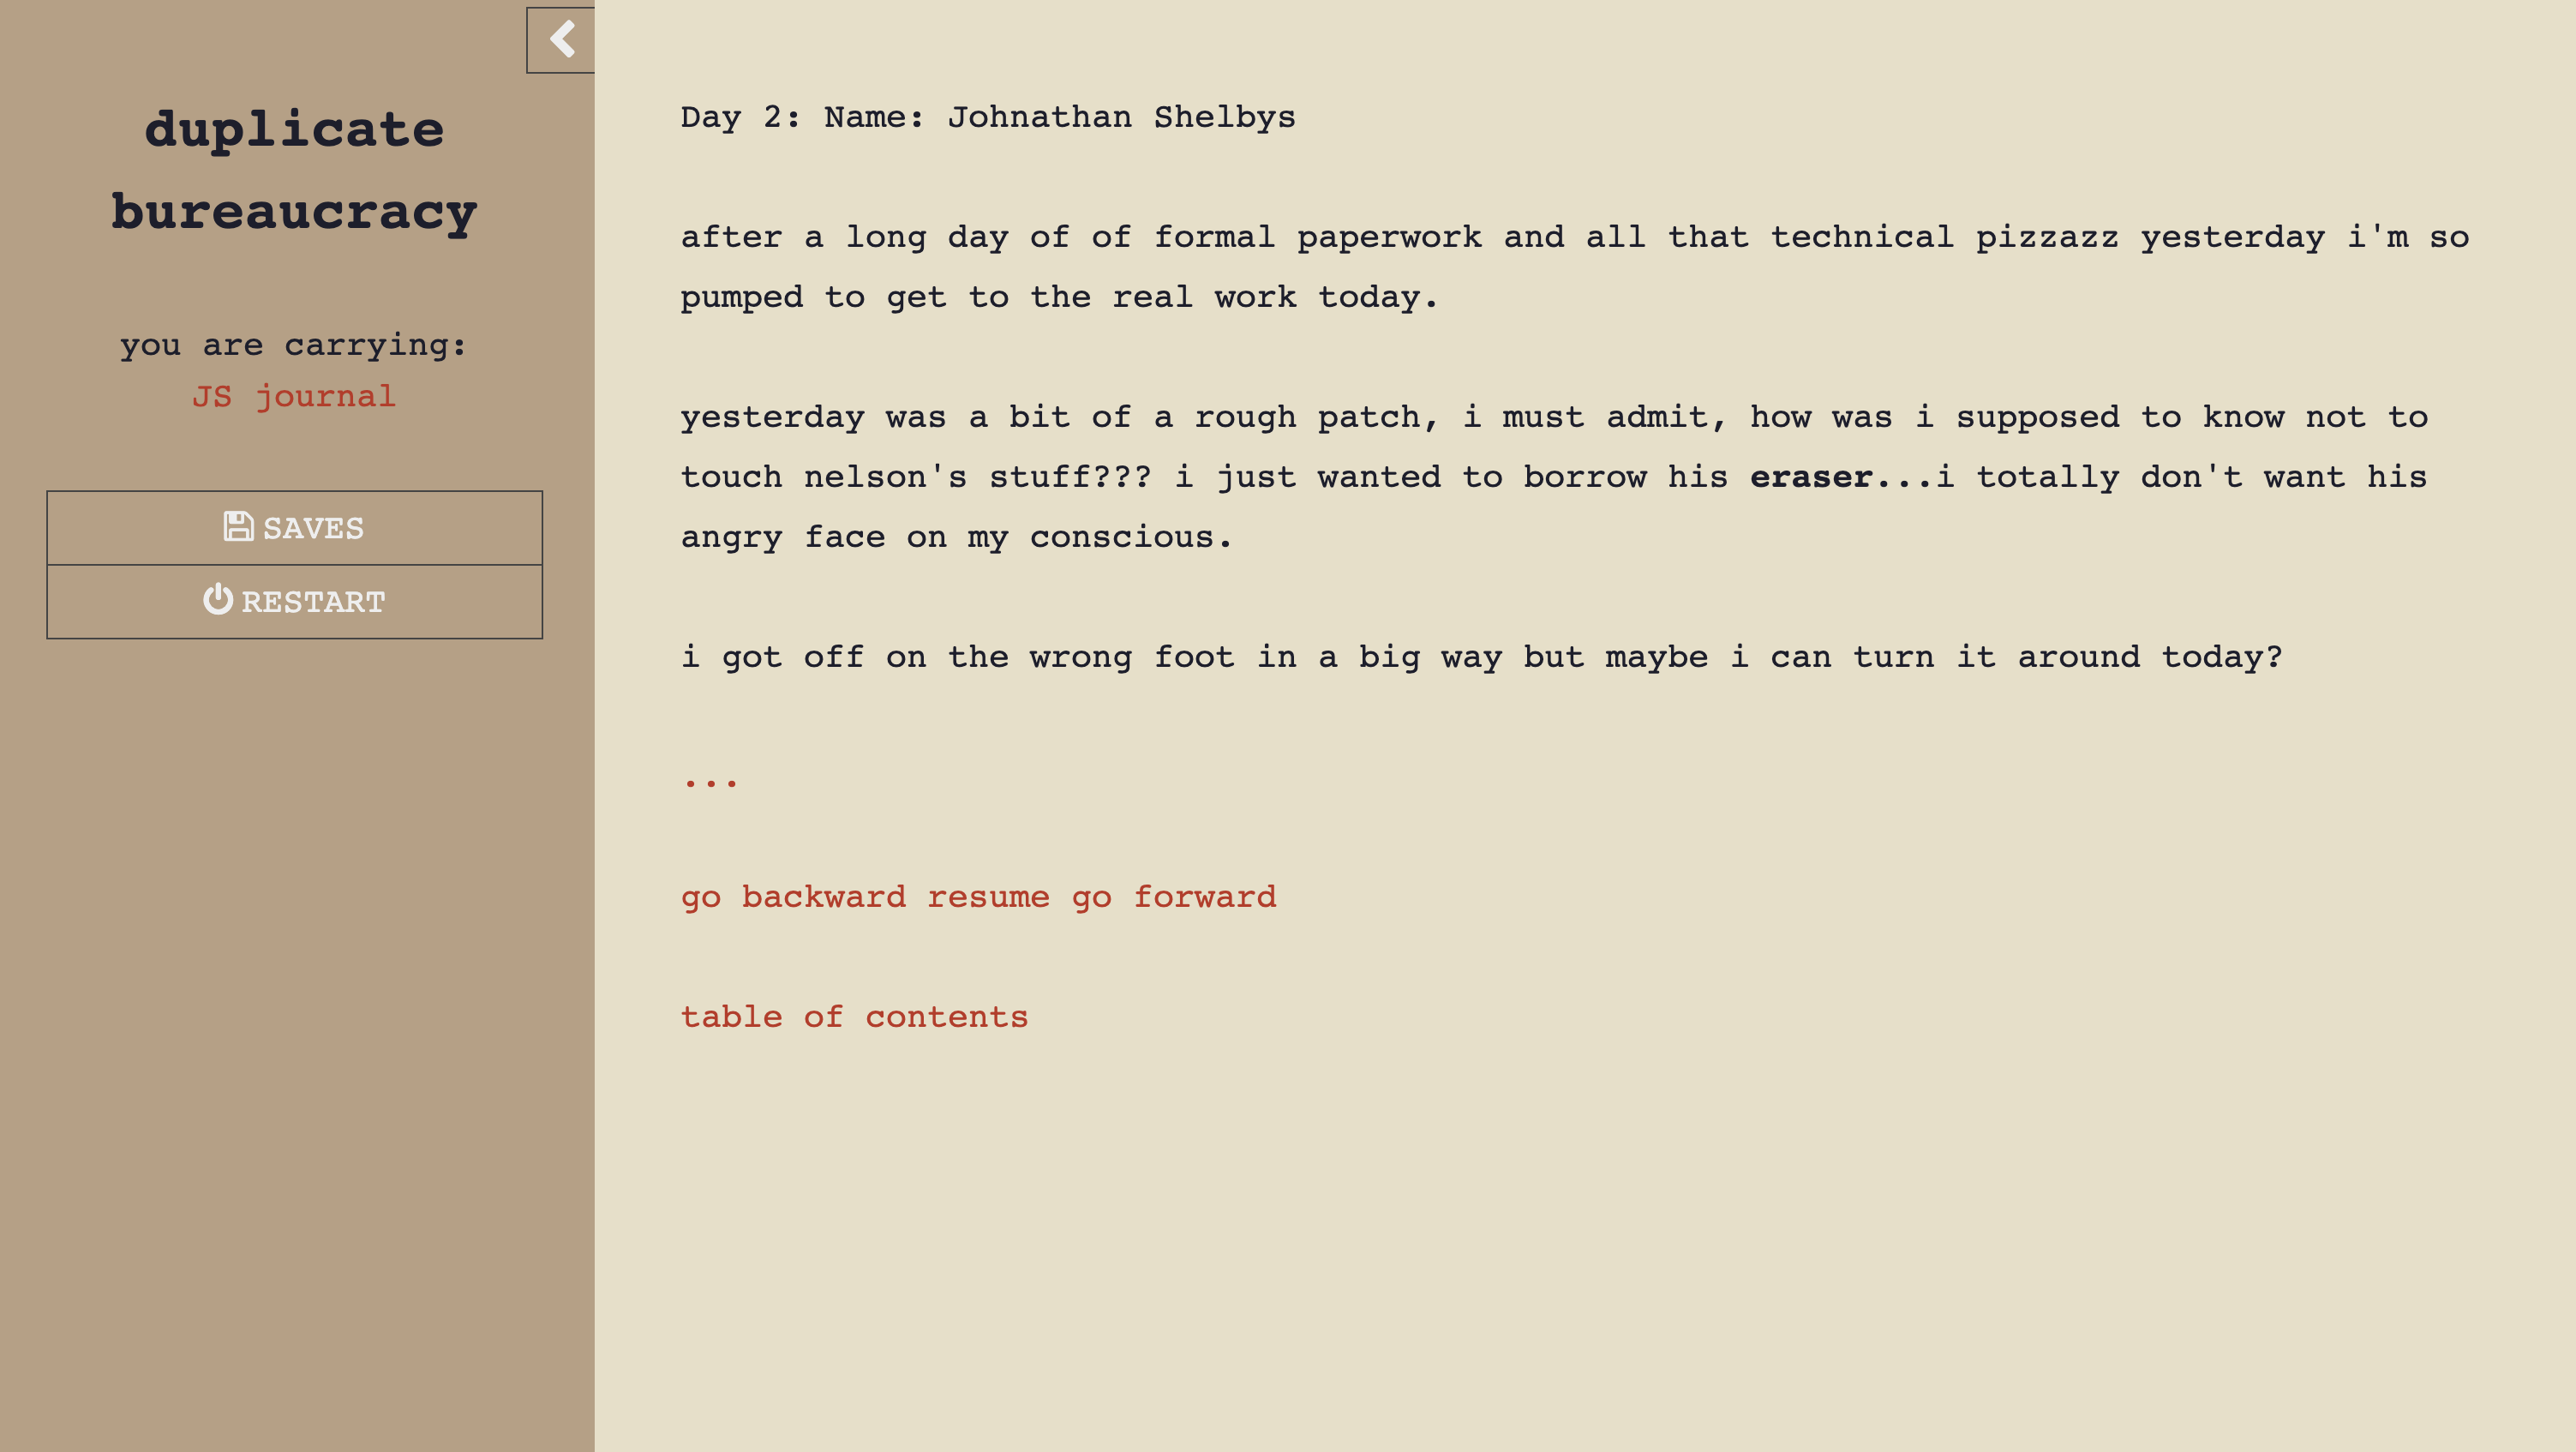 duplicate
bureaucracy
you are carrying:
JS journal
SAVES
RESTART
Day 2: Name: Johnathan Shelbys
after a long day of of formal paperwork and all that technical pizzazz yesterday i'm so
pumped to get to the real work today.
yesterday was a bit of a rough patch, i must admit, how was i supposed to know not to
touch nelson's stuff??? i just wanted to borrow his eraser...i totally don't want his
angry face on my conscious.
i got off on the wrong foot in a big way but maybe i can turn it around today?
...
go backward resume go forward
table of contents